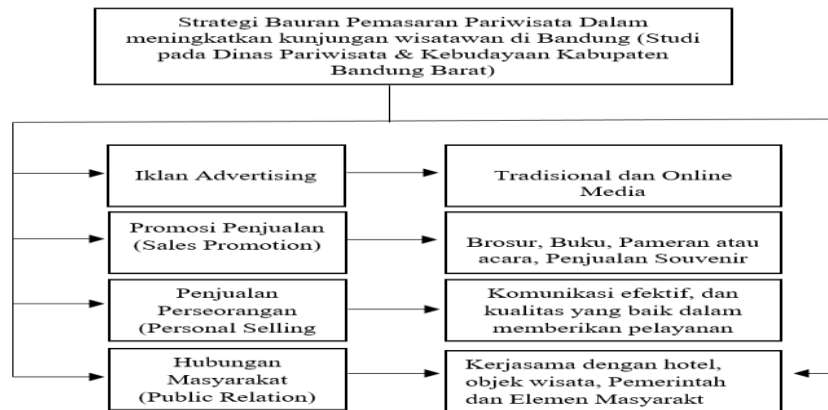 Strategi Bauran Pemasaran Pariwisata Dalam
meningkatkan kunjungan wisatawan di Bandung (Studi
pada Dinas Pariwisata & Kebudayaan Kabupaten
Bandung Barat)
Iklan Advertising
Tradisional dan Online
Media
Promosi Penjualan
(Sales Promotion)
Brosur, Buku, Pameran atau
acara, Penjualan Souvenir
Penjualan
Perseorangan
(Personal Selling
Komunikasi efektif, dan
kualitas yang baik dalam
memberikan pelayanan
Hubungan
Masyarakat
(Public Relation)
Kerjasama dengan hotel,
objek wisata, Pemerintah
dan Elemen Masyarakt